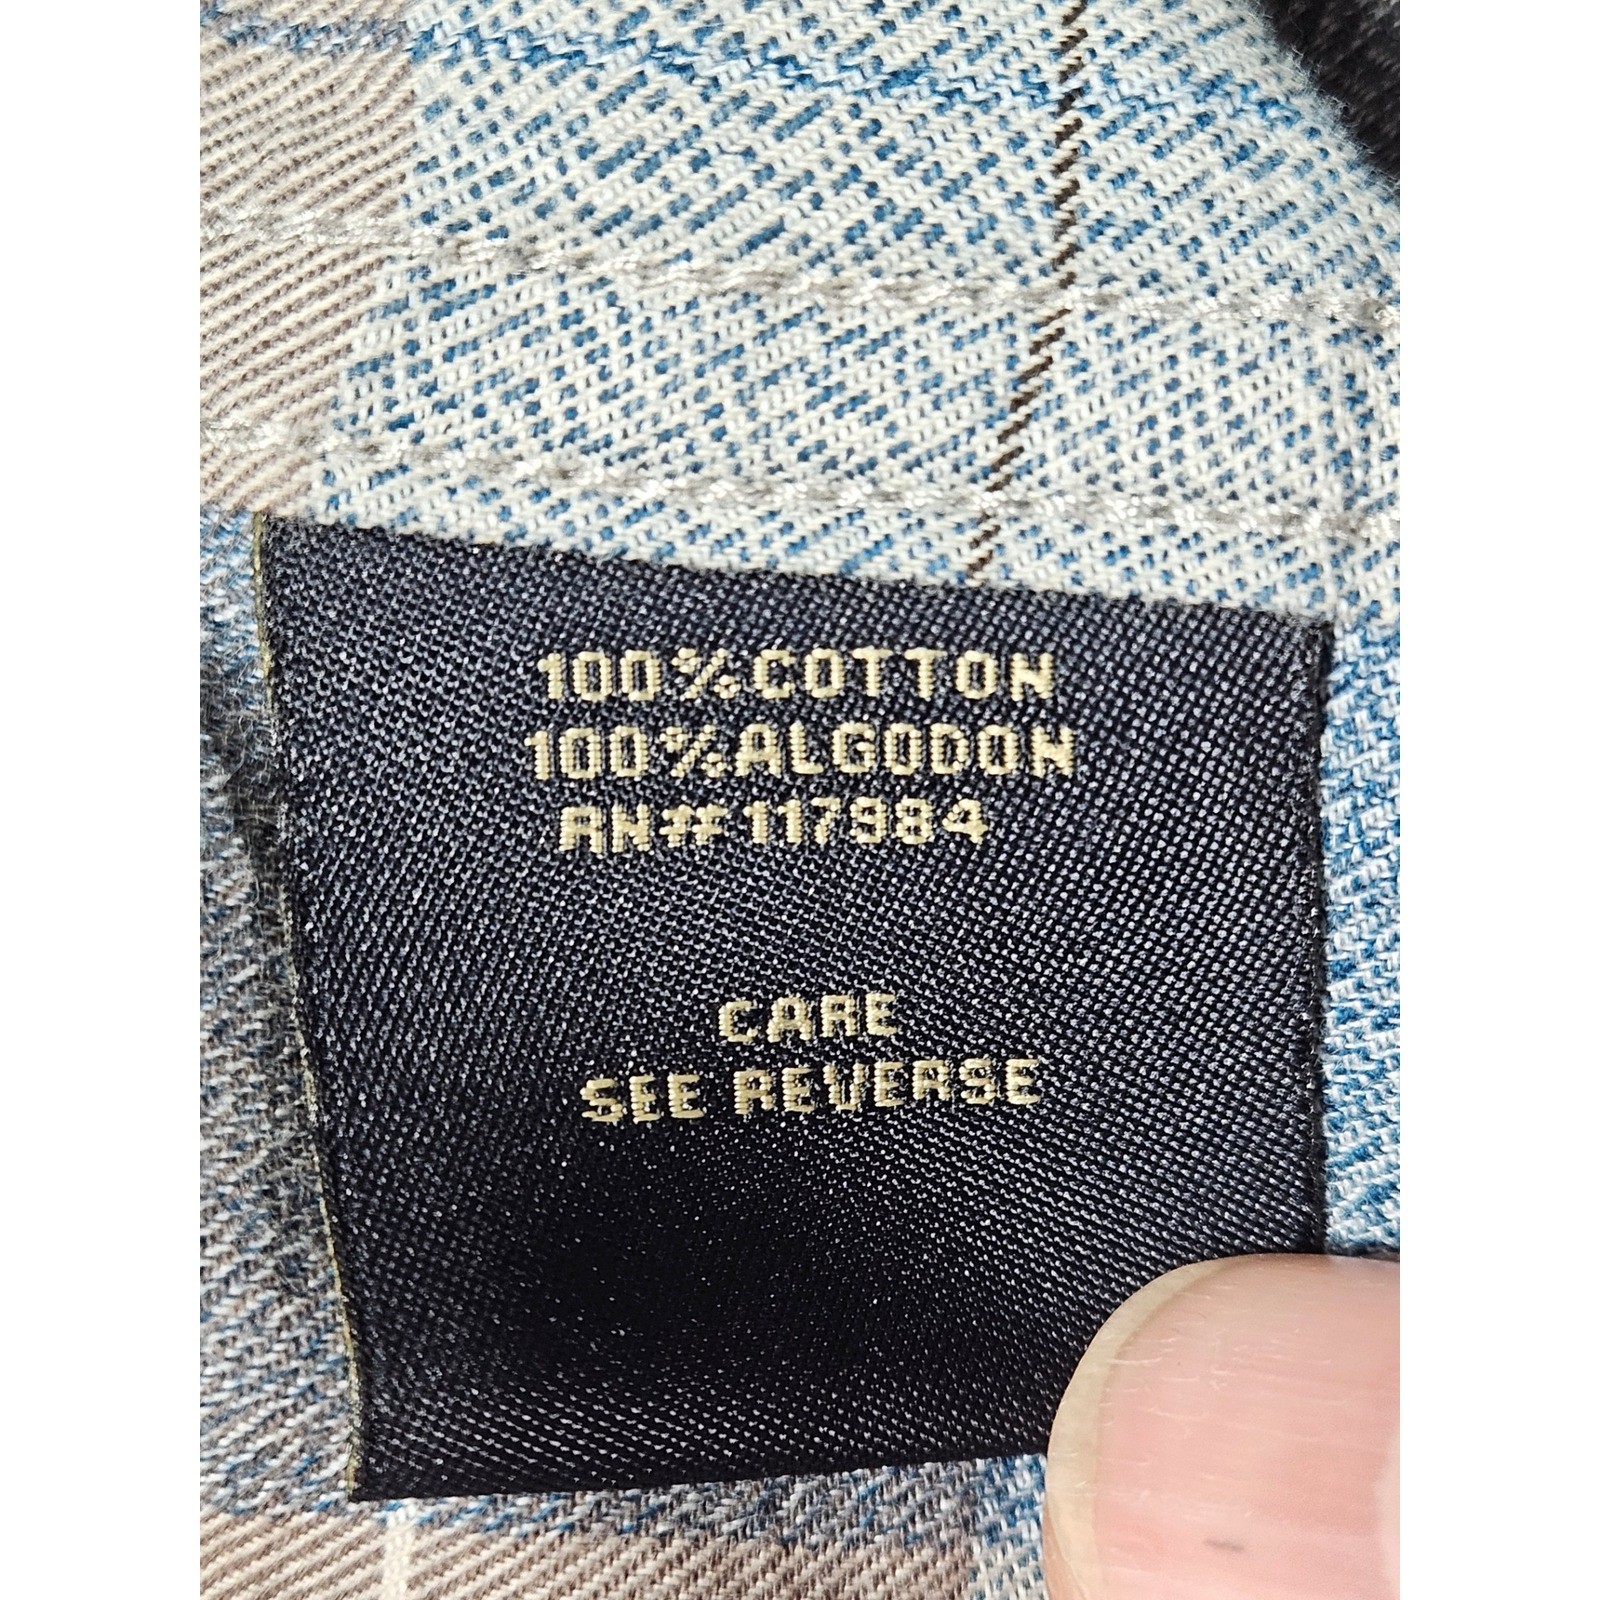 100%COTTON
100%ALGODON
RN#117984
CARE
SEE REVERSE